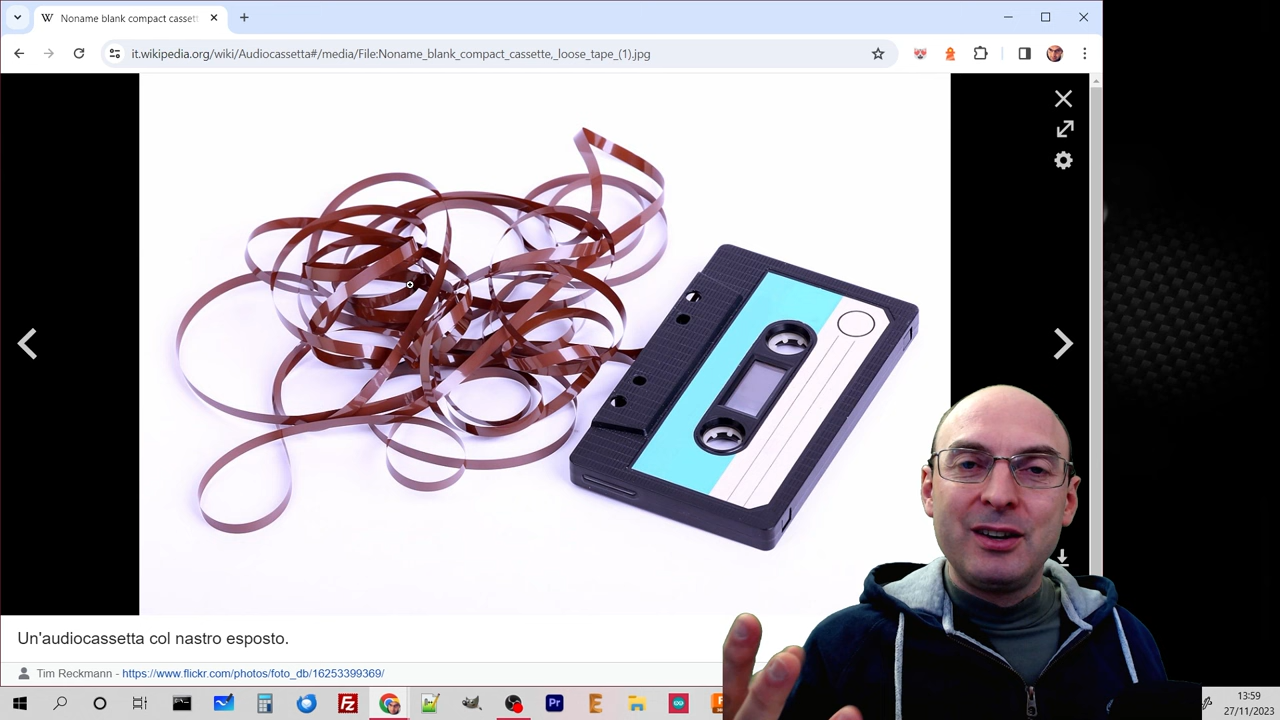 Noname blank compact cassett
it.wikipedia.org/wiki/Audiocassetta#/media/File:Noname_blank_compact_cassette,_loose_tape_(1).jpg
Un'audiocassetta col nastro esposto.
Tim Reckmann - https://www.flickr.com/photos/foto_db/16253399369/
13:59
27/11/2023